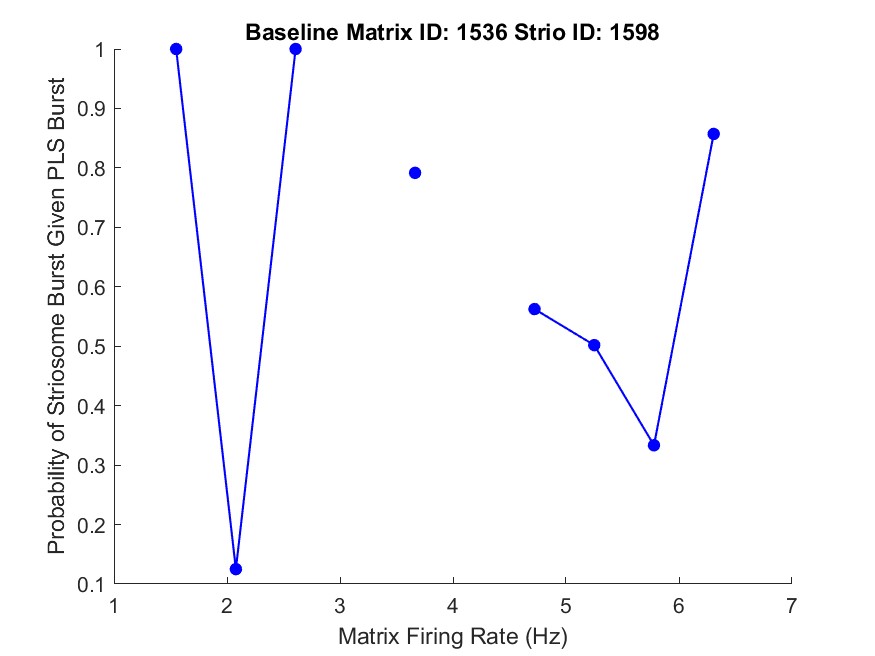 Baseline Matrix ID: 1536 Strio ID: 1598
Probability of Striosome Burst Given PLS Burst
1
0.9
0.8
0.7
0.6
0.5
0.4
0.3
0.2
0.1
1 2 3 4 5 6 7
Matrix Firing Rate (Hz)